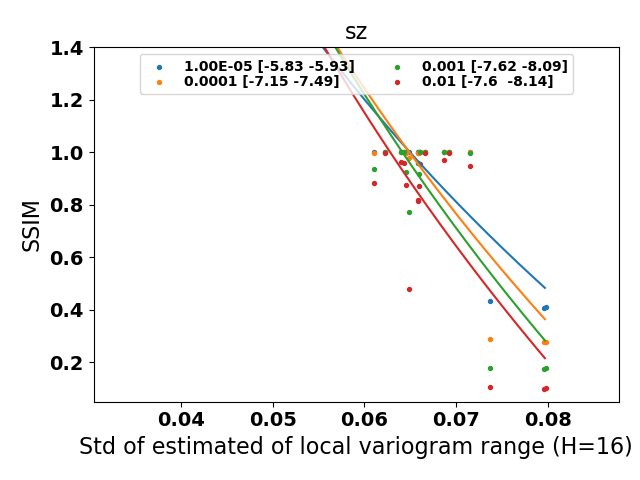 sz
1.00E-05 [-5.83 -5.93]
0.0001 [-7.15 -7.49]
0.001 [-7.62 -8.09]
0.01 [-7.6  -8.14]
SSIM
1.4
1.2
1.0
0.8
0.6
0.4
0.2
0.04 0.05 0.06 0.07 0.08
Std of estimated of local variogram range (H=16)